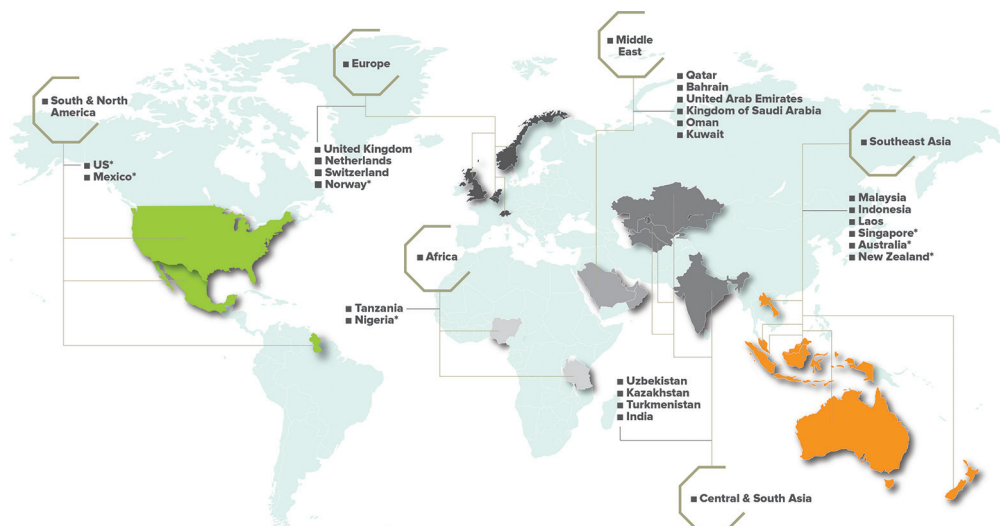 South & North
America
US*
Mexico*
Europe
United Kingdom
Netherlands
Switzerland
Norway*
Middle
East
Qatar
Bahrain
United Arab Emirates
Kingdom of Saudi Arabia
Oman
Kuwait
Southeast Asia
Malaysia
Indonesia
Laos
Singapore*
Australia*
New Zealand*
Africa
Tanzania
Nigeria*
Uzbekistan
Kazakhstan
Turkmenistan
India
Central & South Asia